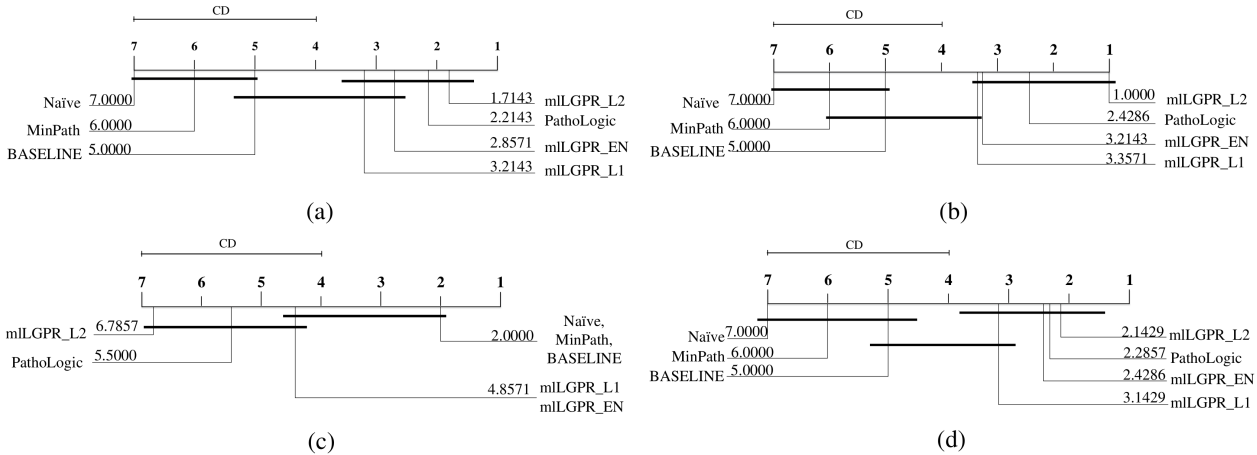 CD
7 6 5 4 3 2 1
Naïve 7.0000
MinPath 6.0000
BASELINE 5.0000
1.7143 mlLGPR_L2
2.2143 PathoLogic
2.8571 mlLGPR_EN
3.2143 mlLGPR_L1
(a)
CD
7 6 5 4 3 2 1
Naïve 7.0000
MinPath 6.0000
BASELINE 5.0000
1.0000 mlLGPR_L2
2.4286 PathoLogic
3.2143 mlLGPR_EN
3.3571 mlLGPR_L1
(b)
CD
7 6 5 4 3 2 1
mlLGPR_L2 6.7857
PathoLogic 5.5000
2.0000 Naïve,
MinPath,
BASELINE
4.8571 mlLGPR_L1
mlLGPR_EN
(c)
CD
7 6 5 4 3 2 1
Naïve 7.0000
MinPath 6.0000
BASELINE 5.0000
2.1429 mlLGPR_L2
2.2857 PathoLogic
2.4286 mlLGPR_EN
3.1429 mlLGPR_L1
(d)